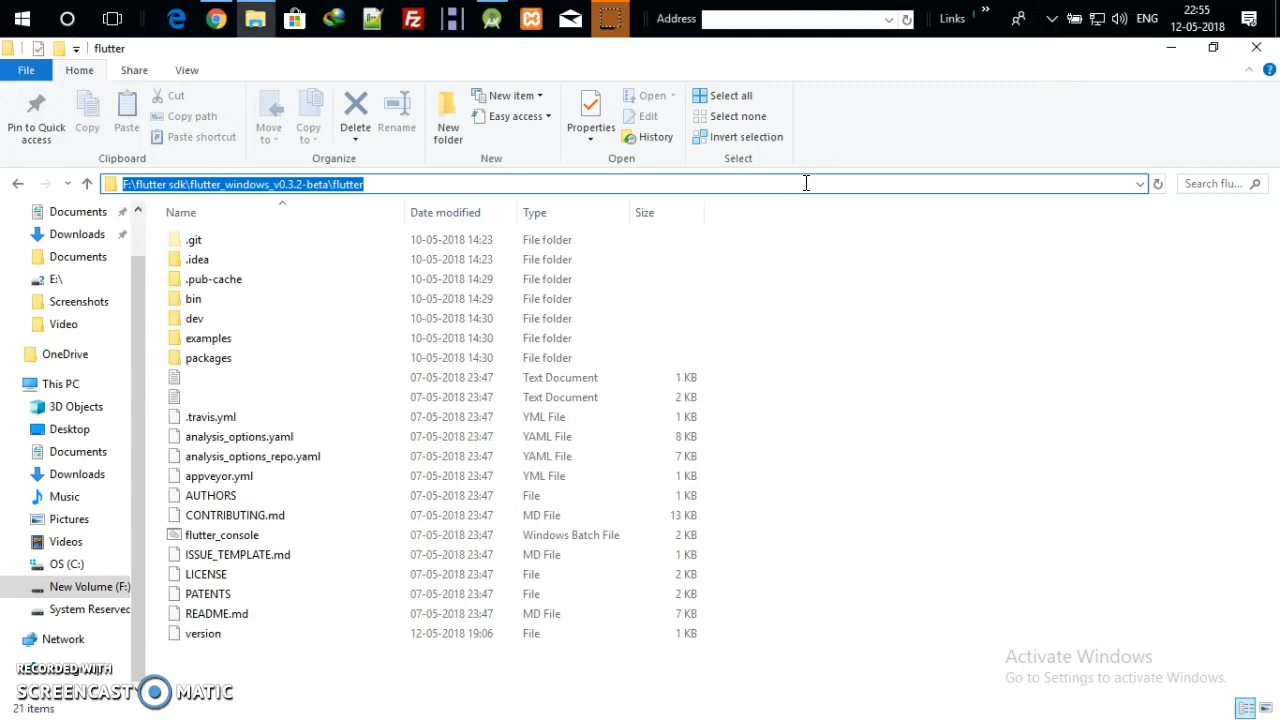 Address
Links
»
ENG
22:55
12-05-2018
flutter
File Home Share View
Pin to Quick access
Copy
Paste
Cut
Copy path
Paste shortcut
Clipboard
Move to
Copy to
Delete
Rename
Organize
New folder
New item
Easy access
New
Properties
Open
Edit
History
Open
Select all
Select none
Invert selection
Select
F:\flutter sdk\flutter_windows_v0.3.2-beta\flutter
Search flu...
Documents
Downloads
Documents
E:\
Screenshots
Video
OneDrive
This PC
3D Objects
Desktop
Documents
Downloads
Music
Pictures
Videos
OS (C:)
New Volume (F:)
System Reserved
Network
Name Date modified Type Size
.git 10-05-2018 14:23 File folder
.idea 10-05-2018 14:23 File folder
.pub-cache 10-05-2018 14:29 File folder
bin 10-05-2018 14:29 File folder
dev 10-05-2018 14:30 File folder
examples 10-05-2018 14:30 File folder
packages 10-05-2018 14:30 File folder
07-05-2018 23:47 Text Document 1 KB
07-05-2018 23:47 Text Document 2 KB
.travis.yml 07-05-2018 23:47 YML File 1 KB
analysis_options.yaml 07-05-2018 23:47 YAML File 8 KB
analysis_options_repo.yaml 07-05-2018 23:47 YAML File 7 KB
appveyor.yml 07-05-2018 23:47 YML File 1 KB
AUTHORS 07-05-2018 23:47 File 1 KB
CONTRIBUTING.md 07-05-2018 23:47 MD File 13 KB
flutter_console 07-05-2018 23:47 Windows Batch File 2 KB
ISSUE_TEMPLATE.md 07-05-2018 23:47 MD File 1 KB
LICENSE 07-05-2018 23:47 File 2 KB
PATENTS 07-05-2018 23:47 File 2 KB
README.md 07-05-2018 23:47 MD File 7 KB
version 12-05-2018 19:06 File 1 KB
Activate Windows
Go to Settings to activate Windows.
RECORDED WITH
SCREENCAST MATIC
21 items